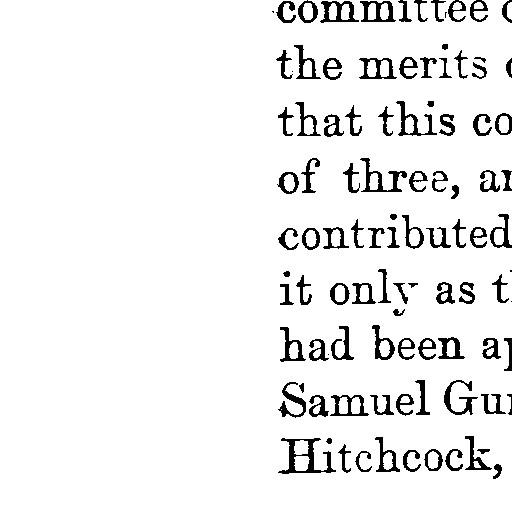 committee
the merits
that this co
of three, a
contributed
it only as t
had been a
Samuel Gu
Hitchcock,